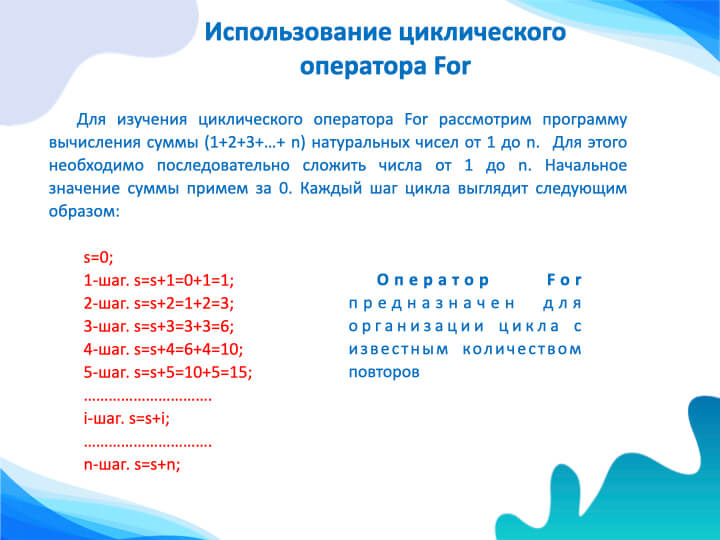 Использование циклического
оператора For
Для изучения циклического оператора For рассмотрим программу
вычисления суммы (1+2+3+...+ n) натуральных чисел от 1 до n. Для этого
необходимо последовательно сложить числа от 1 до n. Начальное
значение суммы примем за 0. Каждый шаг цикла выглядит следующим
образом:
s=0;
1-шаг. s=s+1=0+1=1;
2-шаг. s=s+2=1+2=3;
3-шаг. s=s+3=3+3=6;
4-шаг. s=s+4=6+4=10;
5-шаг. s=s+5=10+5=15;
………………………….
i-шаг. s=s+i;
………………………….
n-шаг. s=s+n;
Оператор For
предназначен для
организации цикла с
известным количеством
повторов